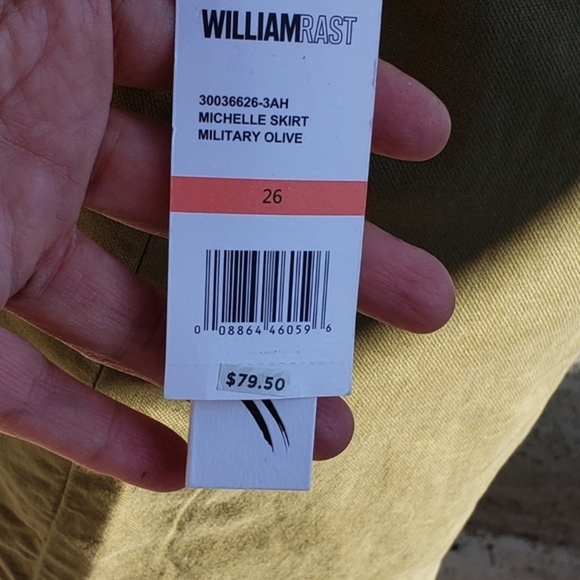 WILLIAMRAST
30036626-3AH
MICHELLE SKIRT
MILITARY OLIVE
26
0 08864 46059 6
$79.50